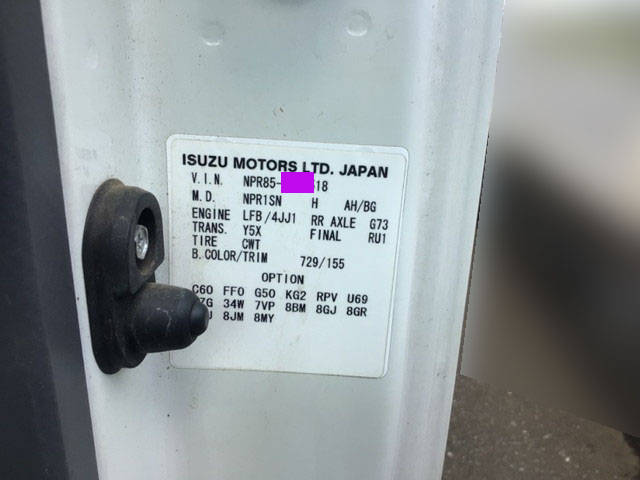 ISUZU MOTORS LTD. JAPAN
V.I.N. NPR85- 18
M.D. NPR1SN H AH/BG
ENGINE LFB/4JJ1 RR AXLE G73
TRANS. Y5X FINAL RU1
TIRE CWT
B.COLOR/TRIM 729/155
OPTION
C60 FF0 G50 KG2 RPV U69
34W 7VP 8BM 8GJ 8GR
8JM 8MY